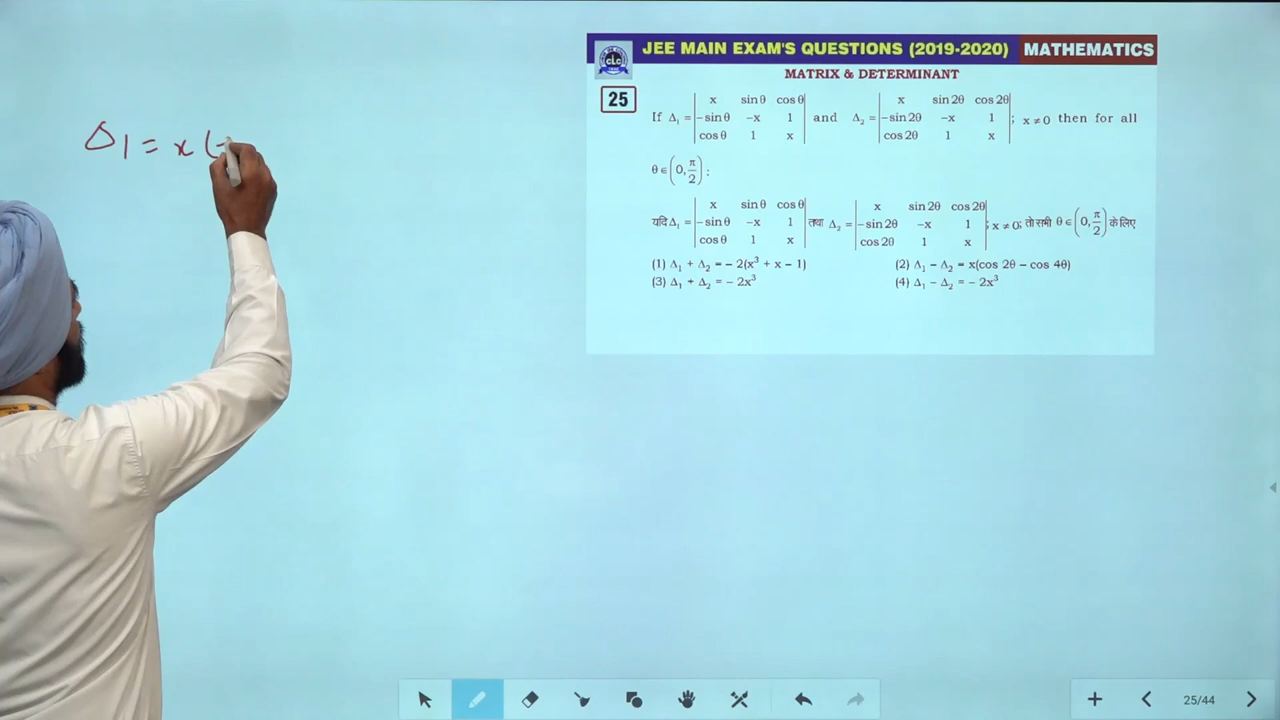 JEE MAIN EXAM'S QUESTIONS (2019-2020) MATHEMATICS
MATRIX & DETERMINANT
25
If Δ₁ = | x sinθ cosθ ; −sinθ −x 1 ; cosθ 1 x | and Δ₂ = | x sin2θ cos2θ ; −sin2θ −x 1 ; cos2θ 1 x | ; x≠0 then for all
θ∈(0, π/2) :
यदि Δ₁ = | x sinθ cosθ ; −sinθ −x 1 ; cosθ 1 x | तथा Δ₂ = | x sin2θ cos2θ ; −sin2θ −x 1 ; cos2θ 1 x | ; x≠0; तो सभी θ∈(0, π/2) के लिए
(1) Δ₁ + Δ₂ = − 2(x³ + x − 1) (2) Δ₁ − Δ₂ = x(cos 2θ − cos 4θ)
(3) Δ₁ + Δ₂ = − 2x³ (4) Δ₁ − Δ₂ = − 2x³
Δ₁ = x (
CLC
25/44